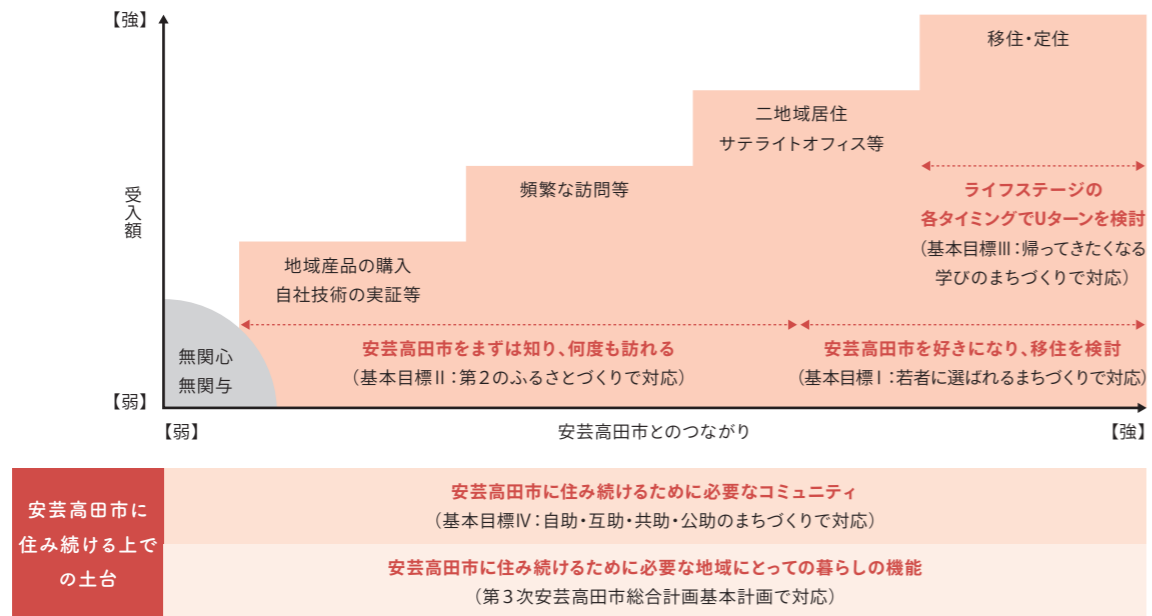 【強】
受入額
【弱】
移住・定住
二地域居住
サテライトオフィス等
頻繁な訪問等
地域産品の購入
自社技術の実証等
無関心
無関与
ライフステージの
各タイミングでUターンを検討
（基本目標Ⅲ：帰ってきたくなる
学びのまちづくりで対応）
安芸高田市をまずは知り、何度も訪れる
（基本目標Ⅱ：第２のふるさとづくりで対応）
安芸高田市を好きになり、移住を検討
（基本目標Ⅰ：若者に選ばれるまちづくりで対応）
【弱】
安芸高田市とのつながり
【強】
安芸高田市に
住み続ける上で
の土台
安芸高田市に住み続けるために必要なコミュニティ
（基本目標Ⅳ：自助・互助・共助・公助のまちづくりで対応）
安芸高田市に住み続けるために必要な地域にとっての暮らしの機能
（第３次安芸高田市総合計画基本計画で対応）